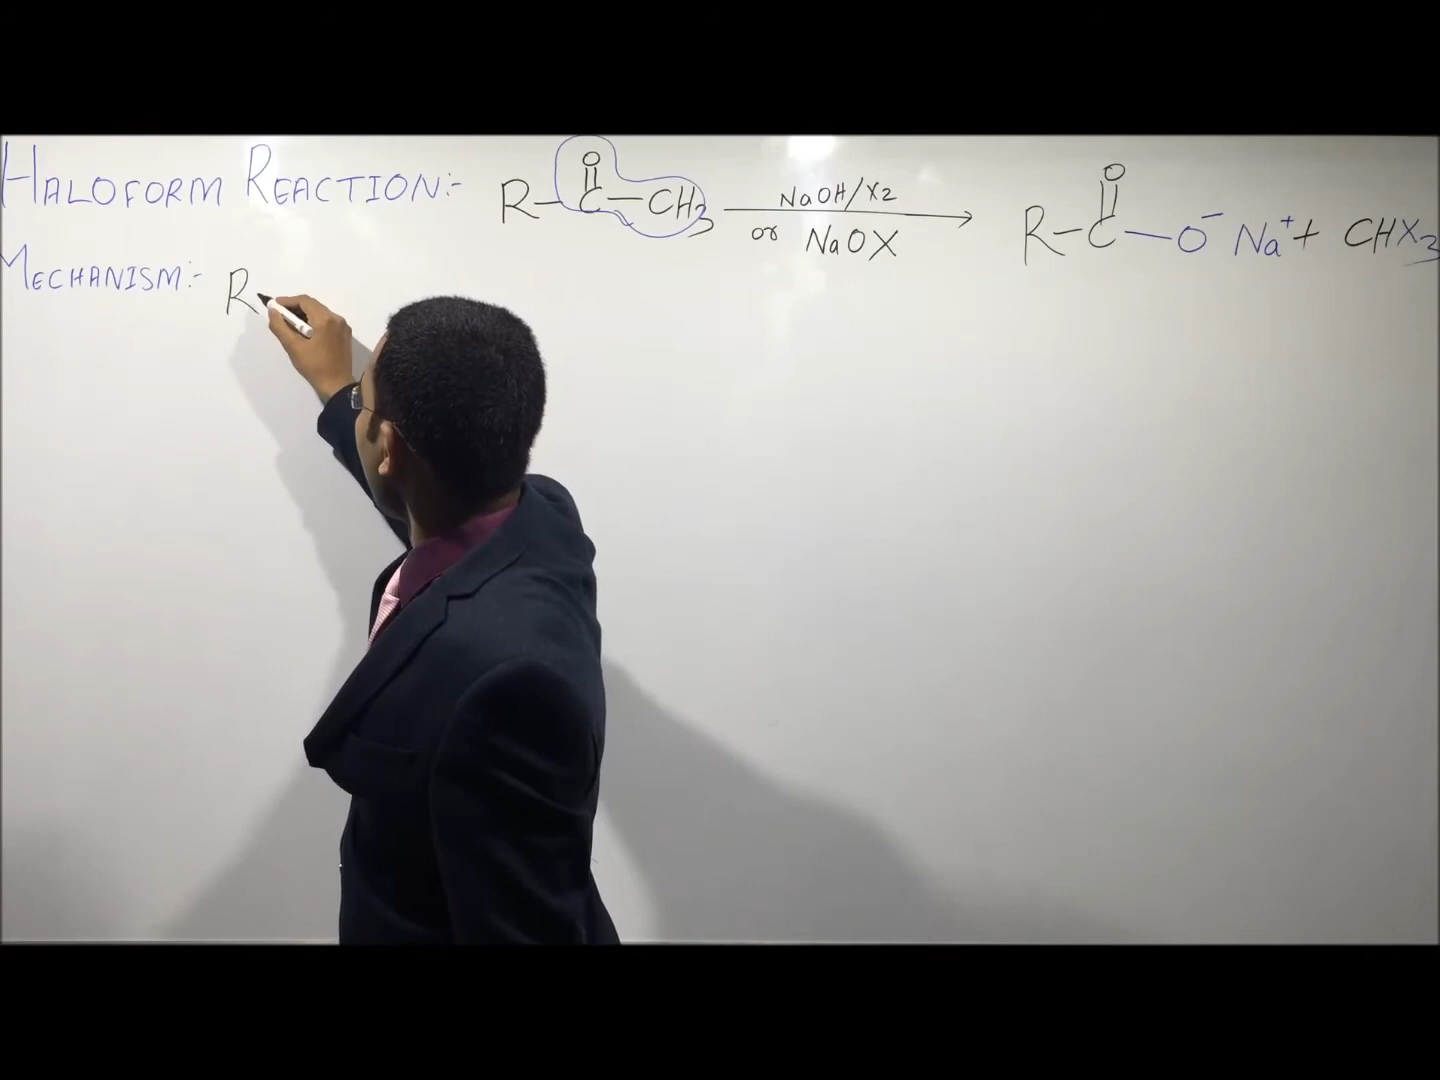 HALOFORM REACTION:- R-C(=O)-CH3 NaOH/X2 or NaOX → R-C(=O)-O⁻ Na⁺ + CHX3
MECHANISM:- R